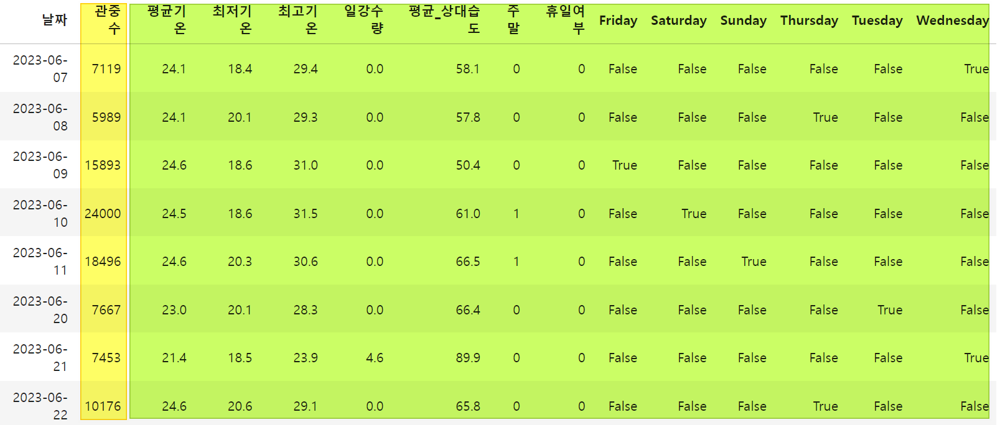 날짜 관중수 평균기온 최저기온 최고기온 일강수량 평균_상대습도 주말 휴일여부 Friday Saturday Sunday Thursday Tuesday Wednesday
2023-06-07 7119 24.1 18.4 29.4 0.0 58.1 0 0 False False False False False True
2023-06-08 5989 24.1 20.1 29.3 0.0 57.8 0 0 False False False True False False
2023-06-09 15893 24.6 18.6 31.0 0.0 50.4 0 0 True False False False False False
2023-06-10 24000 24.5 18.6 31.5 0.0 61.0 1 0 False True False False False False
2023-06-11 18496 24.6 20.3 30.6 0.0 66.5 1 0 False False True False False False
2023-06-20 7667 23.0 20.1 28.3 0.0 66.4 0 0 False False False False True False
2023-06-21 7453 21.4 18.5 23.9 4.6 89.9 0 0 False False False False False True
2023-06-22 10176 24.6 20.6 29.1 0.0 65.8 0 0 False False False True False False